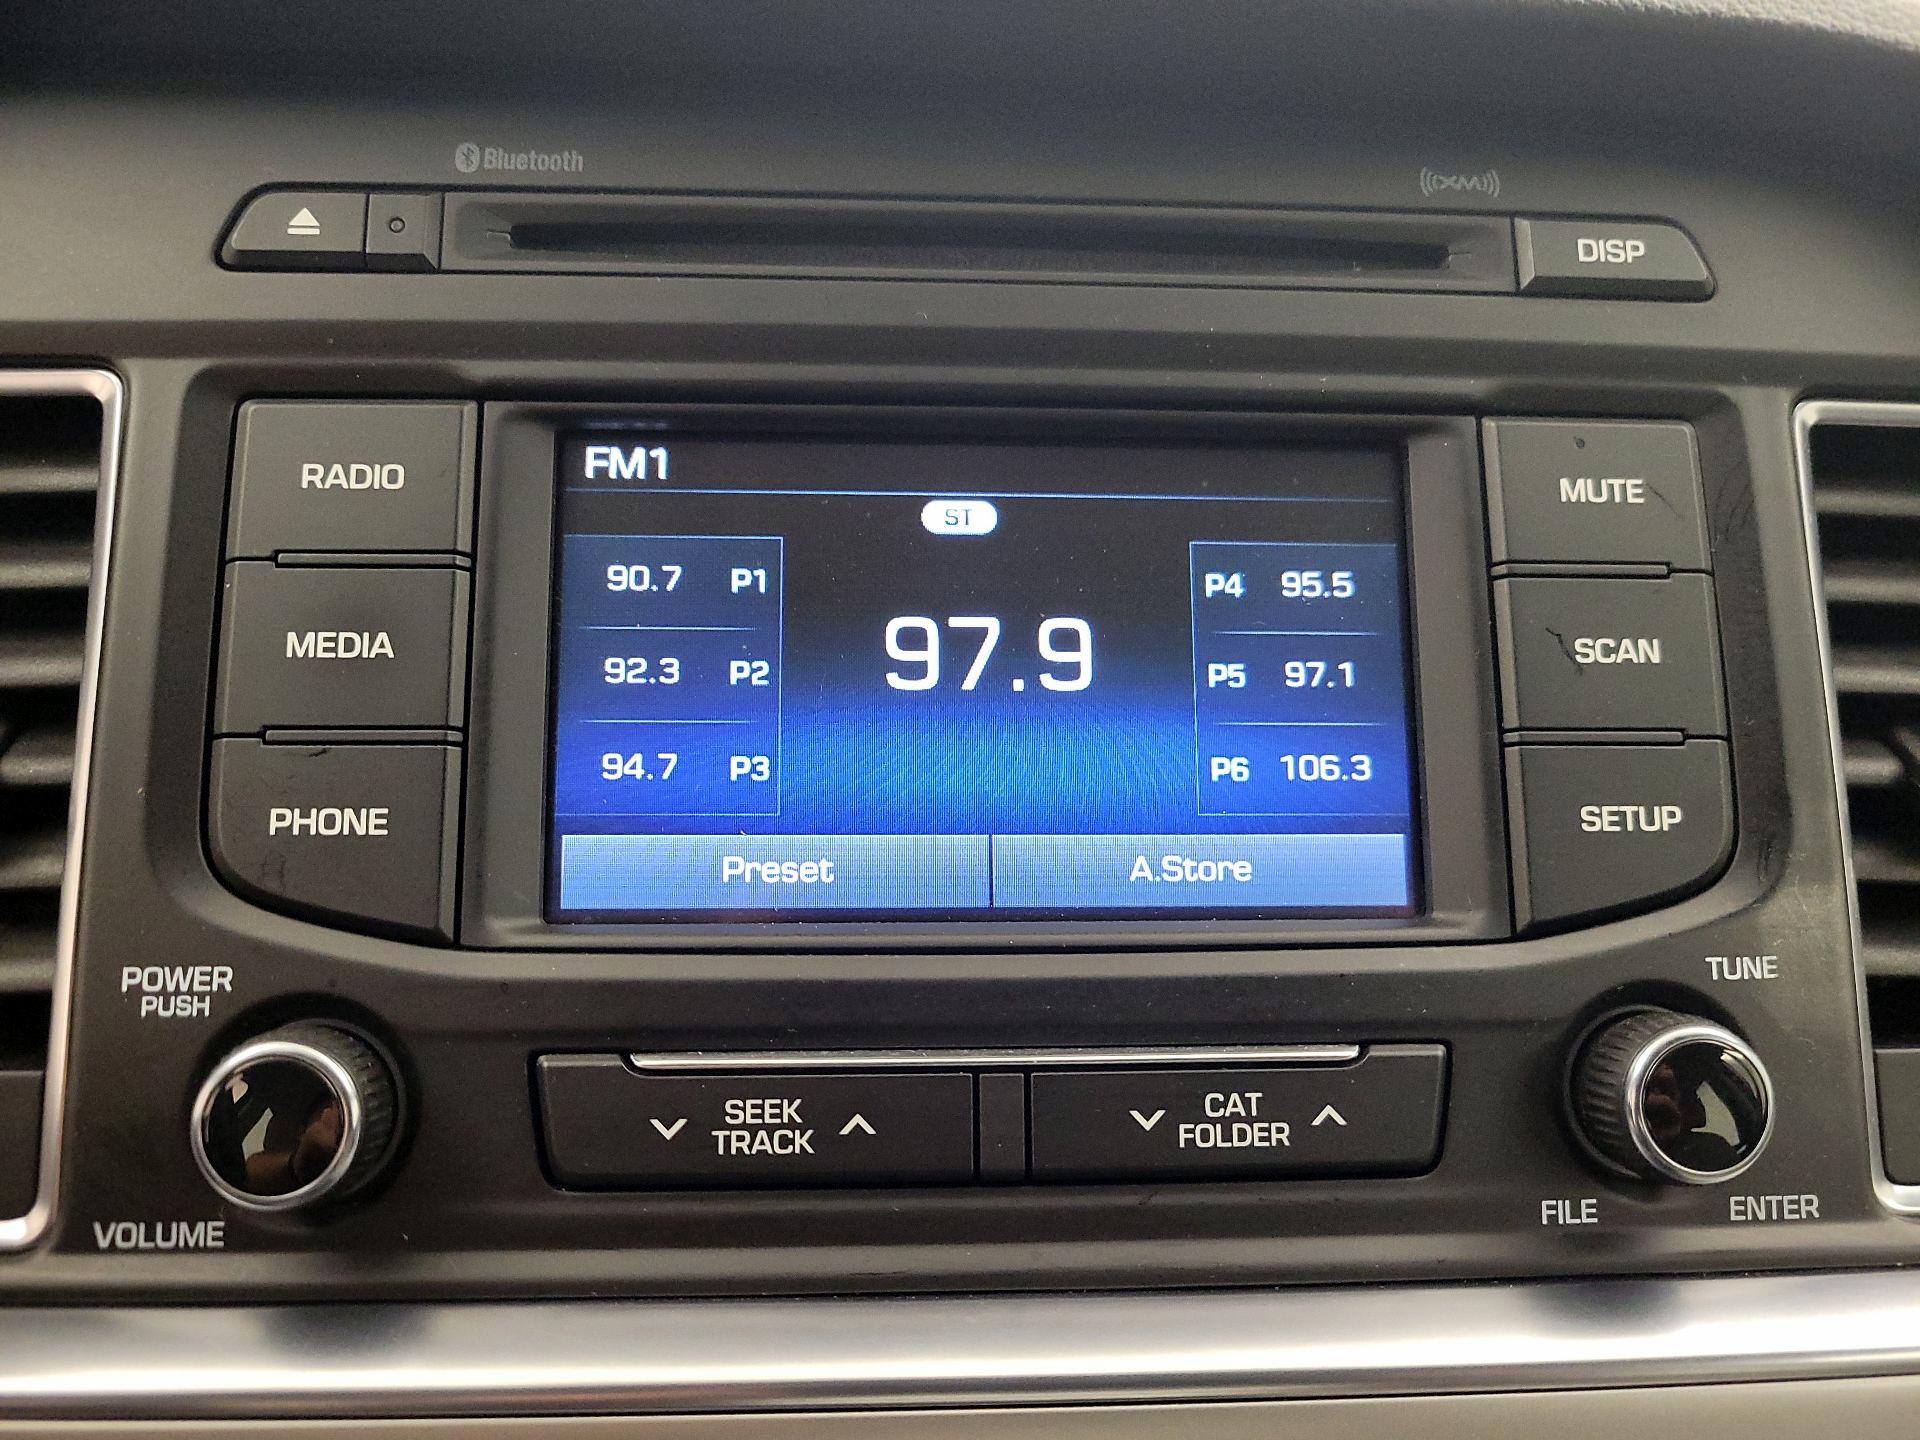 Bluetooth
((XM))
DISP
RADIO
MEDIA
PHONE
FM1
ST
90.7 P1
92.3 P2
94.7 P3
97.9
P4 95.5
P5 97.1
P6 106.3
Preset
A.Store
MUTE
SCAN
SETUP
POWER
PUSH
VOLUME
SEEK
TRACK
CAT
FOLDER
TUNE
FILE
ENTER